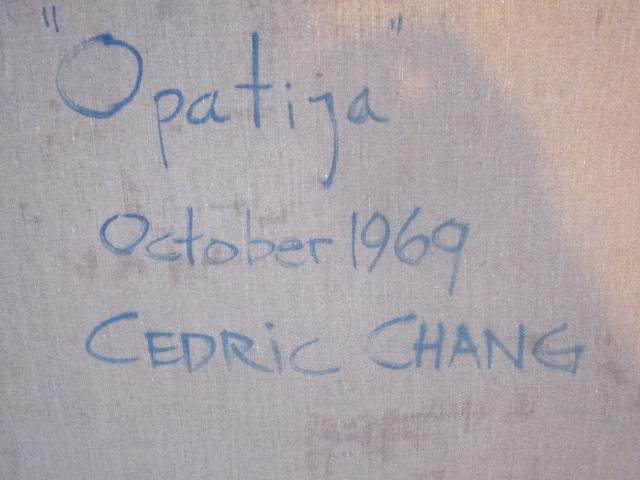 "Opatija"
October 1969
CEDRiC CHANG